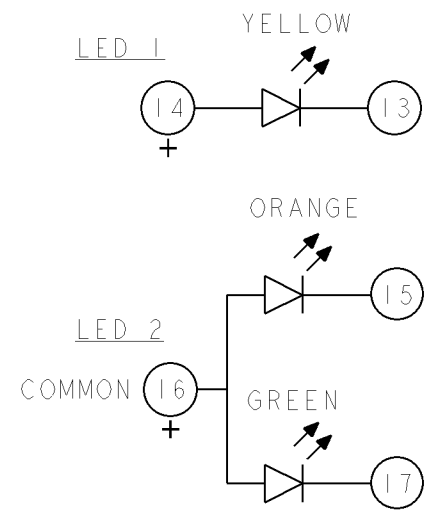 YELLOW
LED 1
14
13
+
ORANGE
15
LED 2
COMMON 16
+
GREEN
17